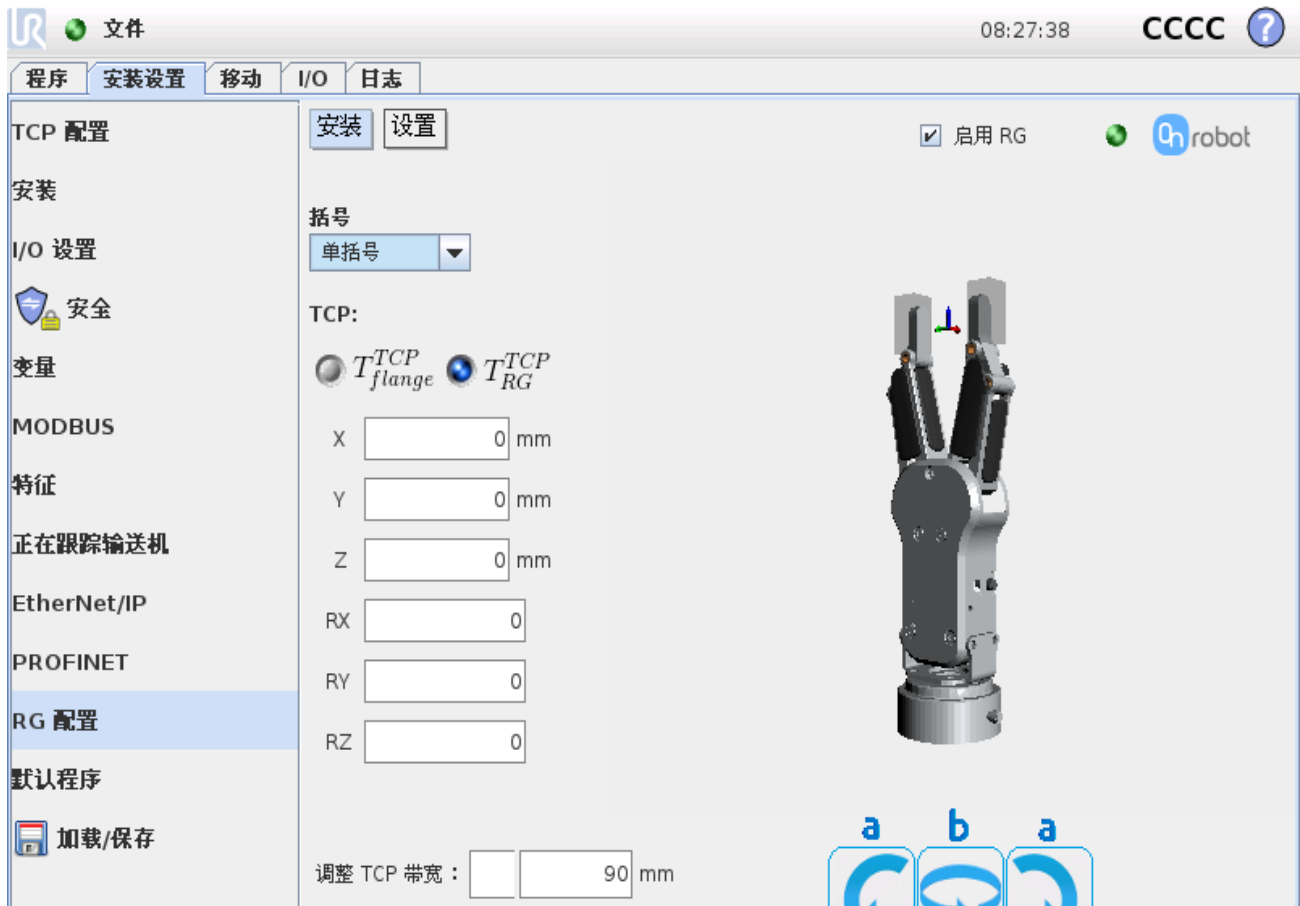 UR 文件 08:27:38 CCCC ?
程序 安装设置 移动 I/O 日志
TCP 配置
安装
I/O 设置
安全
变量
MODBUS
特征
正在跟踪输送机
EtherNet/IP
PROFINET
RG 配置
默认程序
加载/保存
安装 设置
启用 RG
On robot
括号
单括号
TCP:
T_{flange}^{TCP} T_{RG}^{TCP}
X 0 mm
Y 0 mm
Z 0 mm
RX 0
RY 0
RZ 0
调整 TCP 带宽： 90 mm
a b a